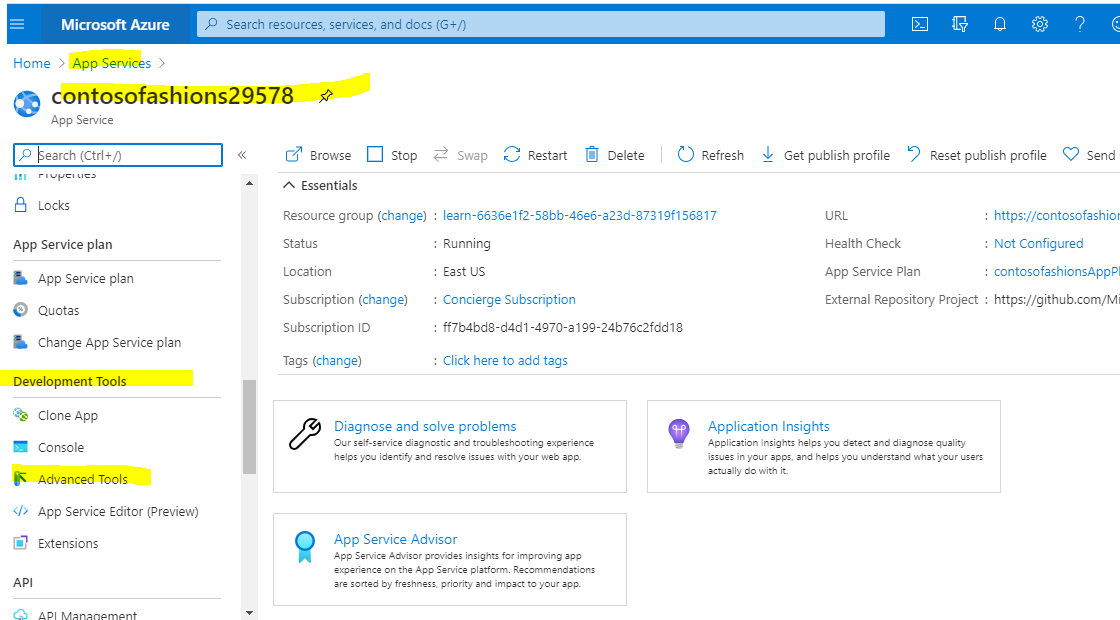 Microsoft Azure
Search resources, services, and docs (G+/)
Home > App Services >
contosofashions29578
App Service
Search (Ctrl+/)
«
Browse
Stop
Swap
Restart
Delete
Refresh
Get publish profile
Reset publish profile
Send
Properties
Locks
App Service plan
App Service plan
Quotas
Change App Service plan
Development Tools
Clone App
Console
Advanced Tools
App Service Editor (Preview)
Extensions
API
API Management
Essentials
Resource group (change) : learn-6636e1f2-58bb-46e6-a23d-87319f156817
Status : Running
Location : East US
Subscription (change) : Concierge Subscription
Subscription ID : ff7b4bd8-d4d1-4970-a199-24b76c2fdd18
Tags (change) : Click here to add tags
URL : https://contosofashion
Health Check : Not Configured
App Service Plan : contosofashionsAppPl
External Repository Project : https://github.com/Mi
Diagnose and solve problems
Our self-service diagnostic and troubleshooting experience
helps you identify and resolve issues with your web app.
Application Insights
Application Insights helps you detect and diagnose quality
issues in your apps, and helps you understand what your users
actually do with it.
App Service Advisor
App Service Advisor provides insights for improving app
experience on the App Service platform. Recommendations
are sorted by freshness, priority and impact to your app.